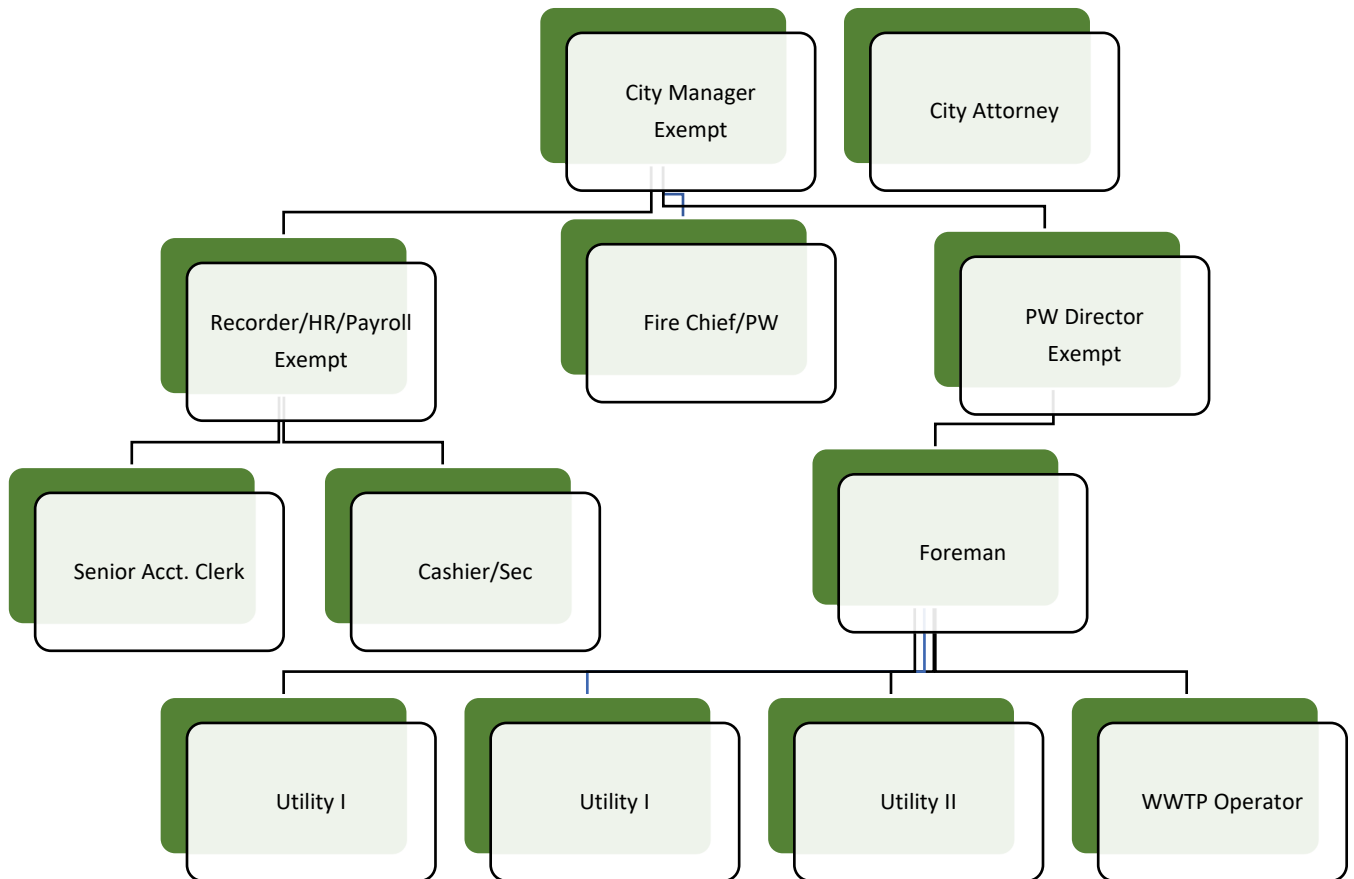 City Manager
Exempt
City Attorney
Recorder/HR/Payroll
Exempt
Fire Chief/PW
PW Director
Exempt
Senior Acct. Clerk
Cashier/Sec
Foreman
Utility I
Utility I
Utility II
WWTP Operator